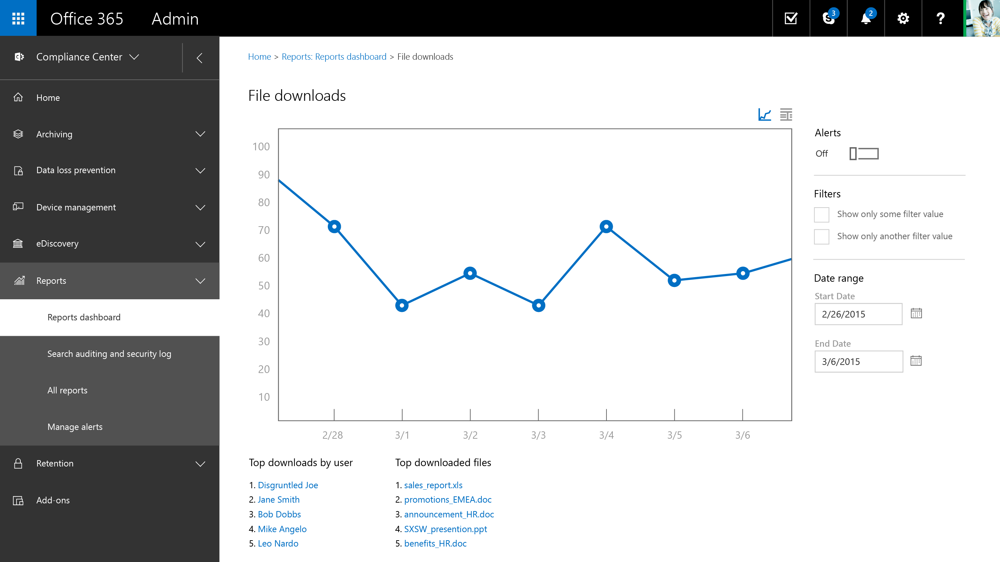 Office 365 Admin
3
2
?
Compliance Center
Home
Archiving
Data loss prevention
Device management
eDiscovery
Reports
Reports dashboard
Search auditing and security log
All reports
Manage alerts
Retention
Add-ons
Home > Reports: Reports dashboard > File downloads
File downloads
100
90
80
70
60
50
40
30
20
10
2/28 3/1 3/2 3/3 3/4 3/5 3/6
Alerts
Off
Filters
Show only some filter value
Show only another filter value
Date range
Start Date
2/26/2015
End Date
3/6/2015
Top downloads by user
1. Disgruntled Joe
2. Jane Smith
3. Bob Dobbs
4. Mike Angelo
5. Leo Nardo
Top downloaded files
1. sales_report.xls
2. promotions_EMEA.doc
3. announcement_HR.doc
4. SXSW_presention.ppt
5. benefits_HR.doc